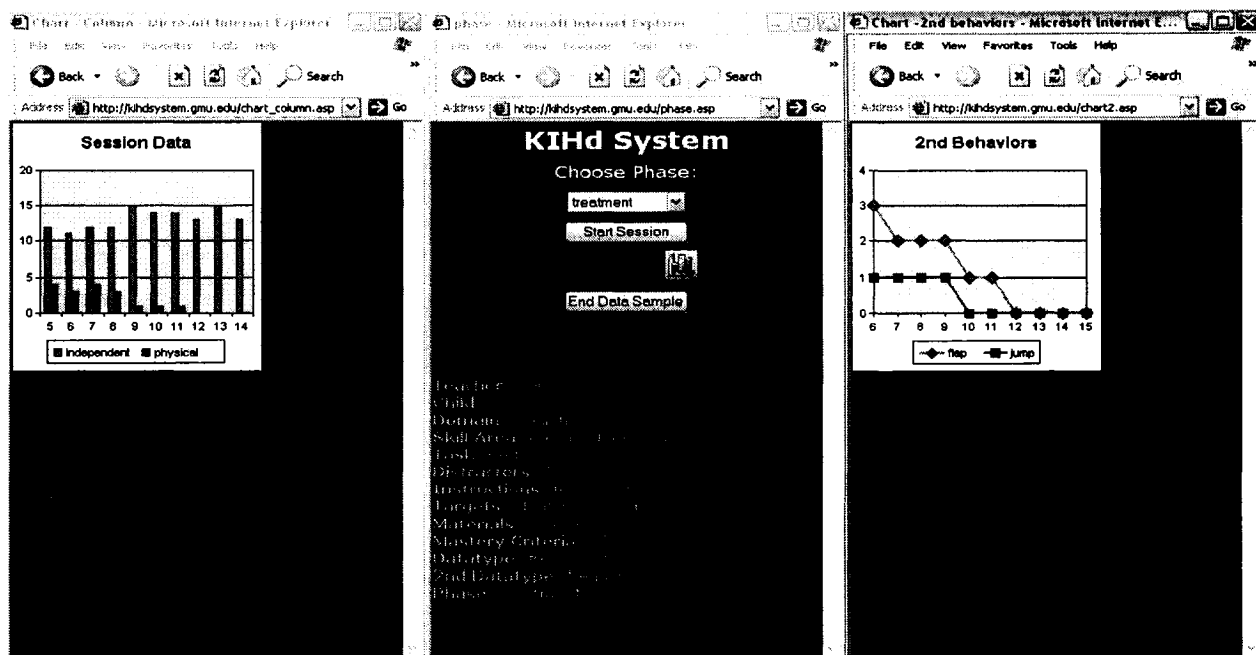 Chart - Column - Microsoft Internet Explorer
File Edit View Favorites Tools Help
Back Search
Address http://kihdsystem.gmu.edu/chart_column.asp Go
Session Data
20
15
10
5
0
5 6 7 8 9 10 11 12 13 14
independent physical
phase - Microsoft Internet Explorer
File Edit View Favorites Tools
Back Search
Address http://kihdsystem.gmu.edu/phase.asp Go
KIHd System
Choose Phase:
treatment
Start Session
End Data Sample
Teacher
Child
Domain
Skill Area
Task
Distractors
Instructions
Target
Materials
Mastery Criteria
Datatype
2nd Datatype
Phase
Chart -2nd behaviors - Microsoft Internet E...
File Edit View Favorites Tools Help
Back Search
Address http://kihdsystem.gmu.edu/chart2.asp Go
2nd Behaviors
4
3
2
1
0
6 7 8 9 10 11 12 13 14 15
flap jump